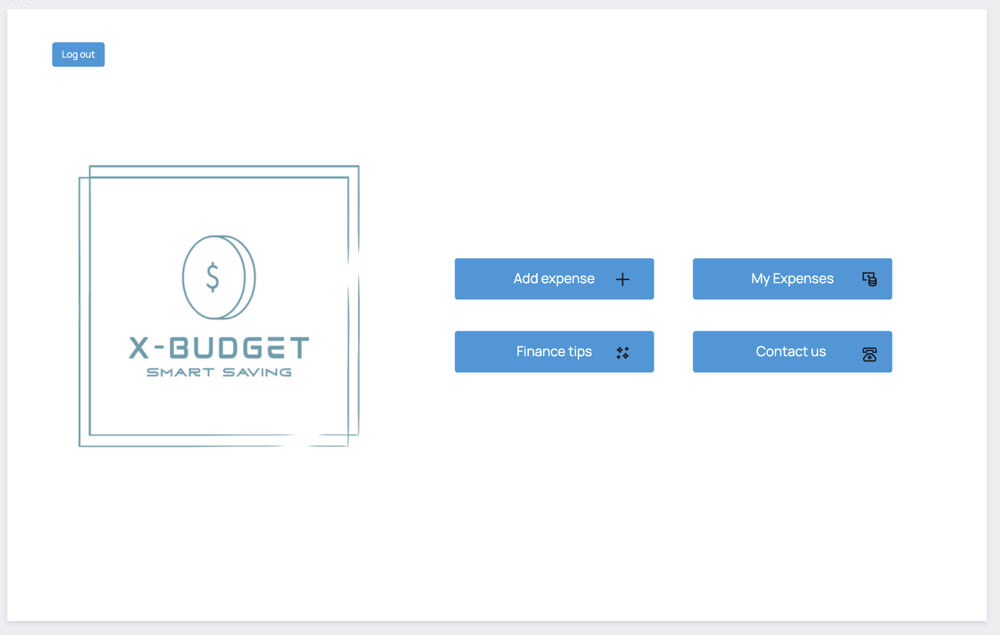 Log out
$
X-BUDGET
SMART SAVING
Add expense
My Expenses
Finance tips
Contact us